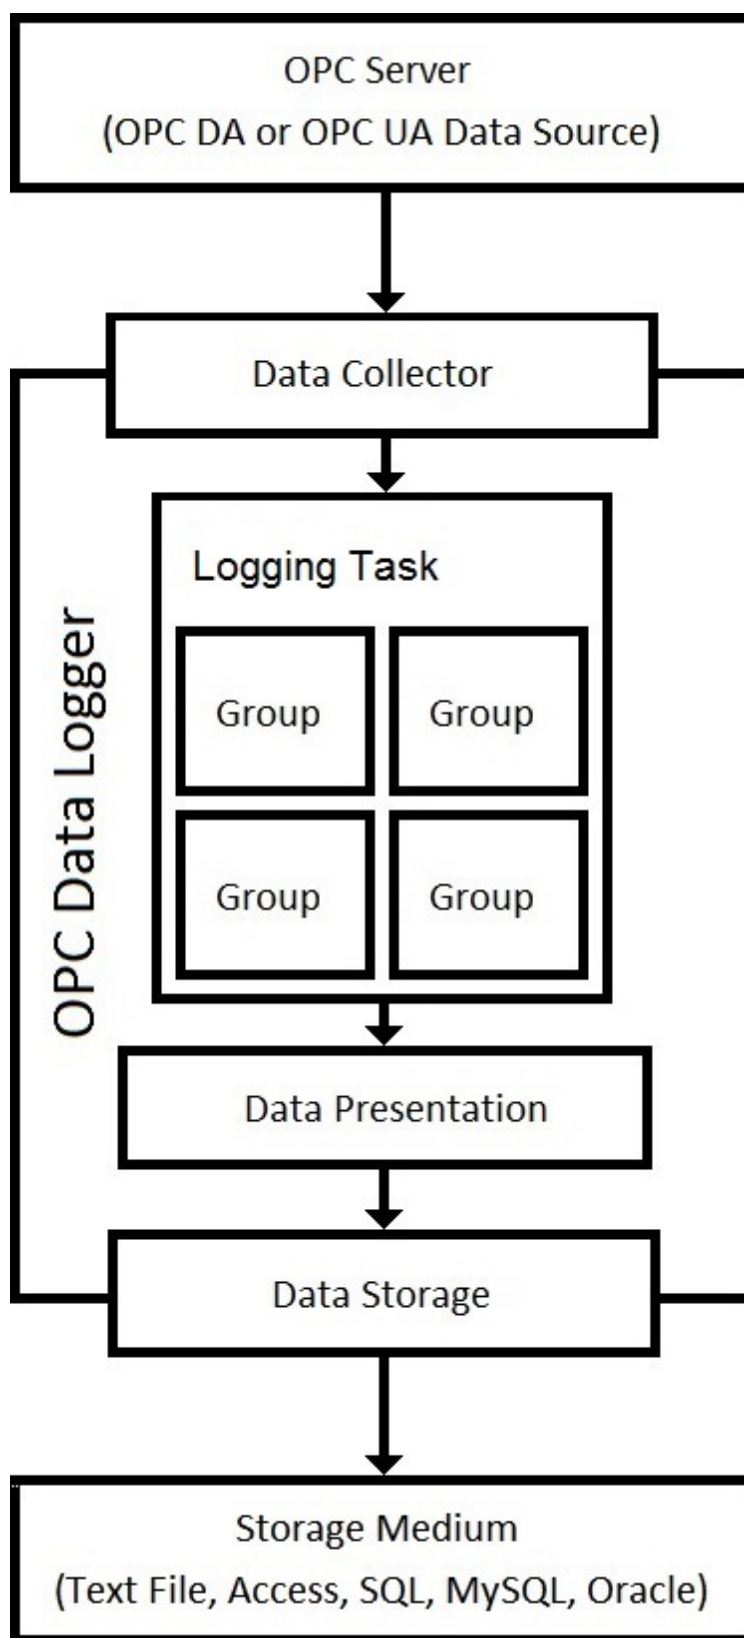 OPC Server
(OPC DA or OPC UA Data Source)
Data Collector
OPC Data Logger
Logging Task
Group Group
Group Group
Data Presentation
Data Storage
Storage Medium
(Text File, Access, SQL, MySQL, Oracle)